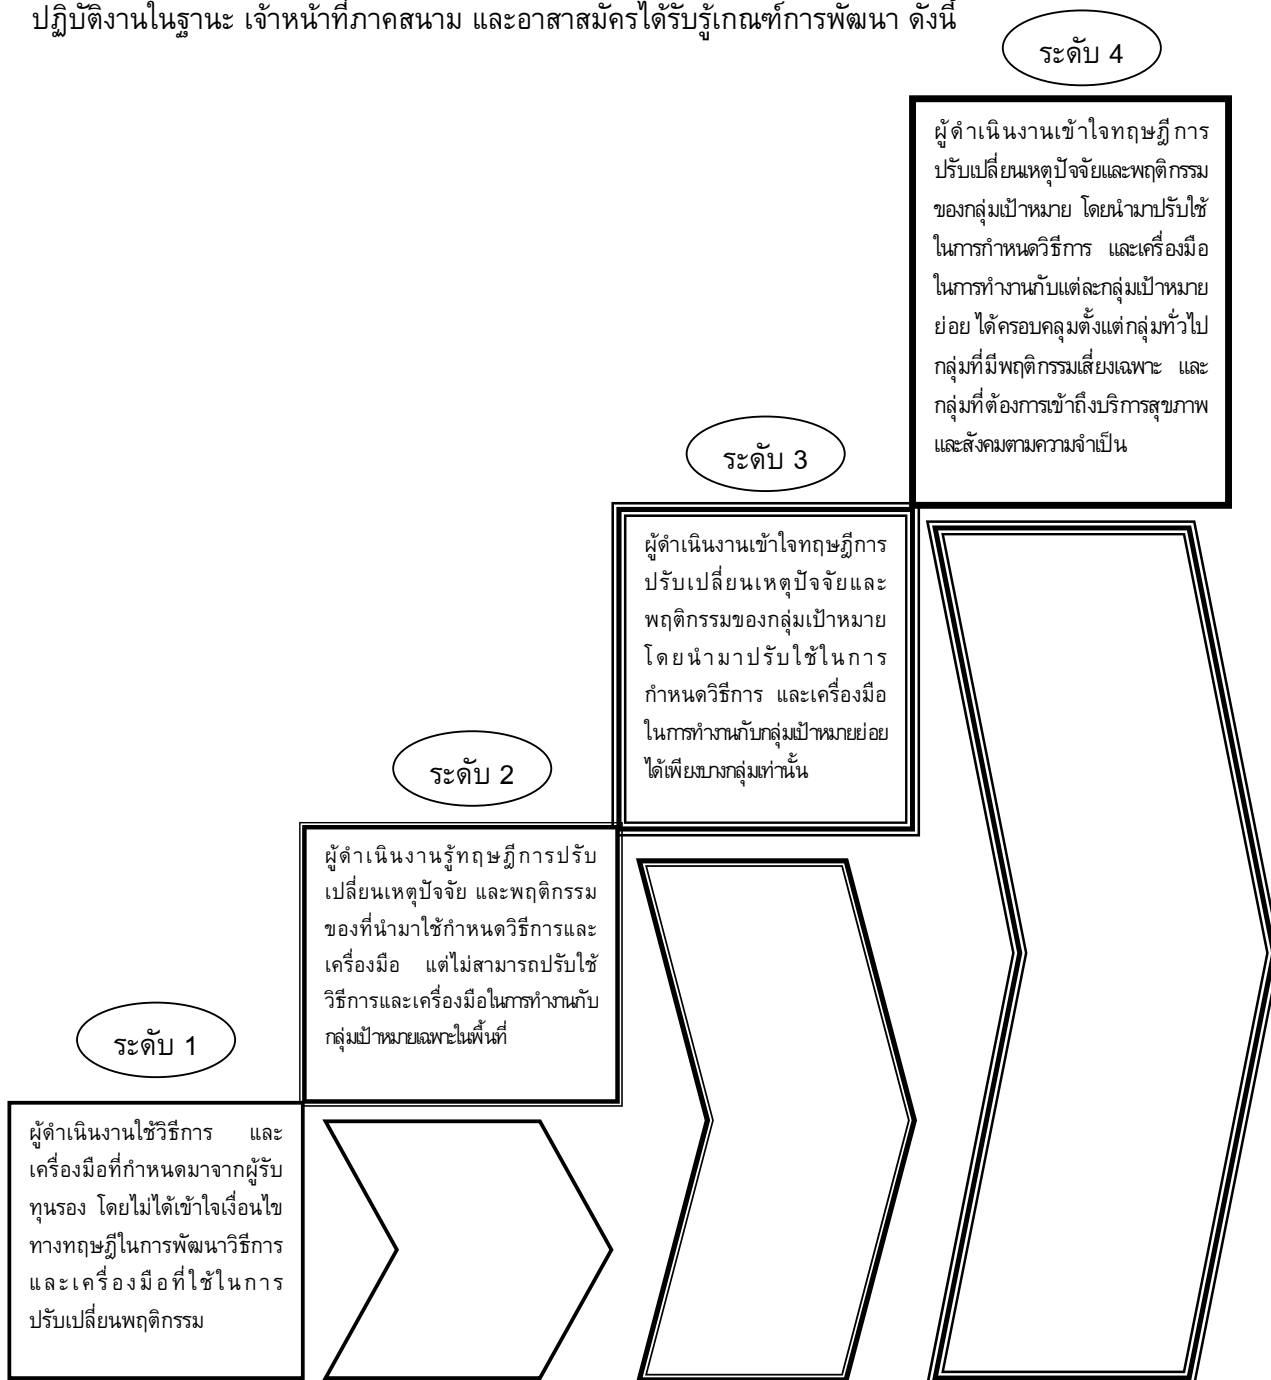 ปฏิบัติงานในฐานะ เจ้าหน้าที่ภาคสนาม และอาสาสมัครได้รับรู้เกณฑ์การพัฒนา ดังนี้
ระดับ 4
ผู้ดำเนินงานเข้าใจทฤษฎีการ
ปรับเปลี่ยนเหตุปัจจัยและพฤติกรรม
ของกลุ่มเป้าหมาย โดยนำมาปรับใช้
ในการกำหนดวิธีการ และเครื่องมือ
ในการทำงานกับแต่ละกลุ่มเป้าหมาย
ย่อย ได้ครอบคลุมตั้งแต่กลุ่มทั่วไป
กลุ่มที่มีพฤติกรรมเสี่ยงเฉพาะ และ
กลุ่มที่ต้องการเข้าถึงบริการสุขภาพ
และสังคมตามความจำเป็น
ระดับ 3
ผู้ดำเนินงานเข้าใจทฤษฎีการ
ปรับเปลี่ยนเหตุปัจจัยและ
พฤติกรรมของกลุ่มเป้าหมาย
โดยนำมาปรับใช้ในการ
กำหนดวิธีการ และเครื่องมือ
ในการทำงานกับกลุ่มเป้าหมายย่อย
ได้เพียงบางกลุ่มเท่านั้น
ระดับ 2
ผู้ดำเนินงานรู้ทฤษฎีการปรับ
เปลี่ยนเหตุปัจจัย และพฤติกรรม
ของที่นำมาใช้กำหนดวิธีการและ
เครื่องมือ แต่ไม่สามารถปรับใช้
วิธีการและเครื่องมือในการทำงานกับ
กลุ่มเป้าหมายเฉพาะในพื้นที่
ระดับ 1
ผู้ดำเนินงานใช้วิธีการ และ
เครื่องมือที่กำหนดมาจากผู้รับ
ทุนรอง โดยไม่ได้เข้าใจเงื่อนไข
ทางทฤษฎีในการพัฒนาวิธีการ
และเครื่องมือที่ใช้ในการ
ปรับเปลี่ยนพฤติกรรม